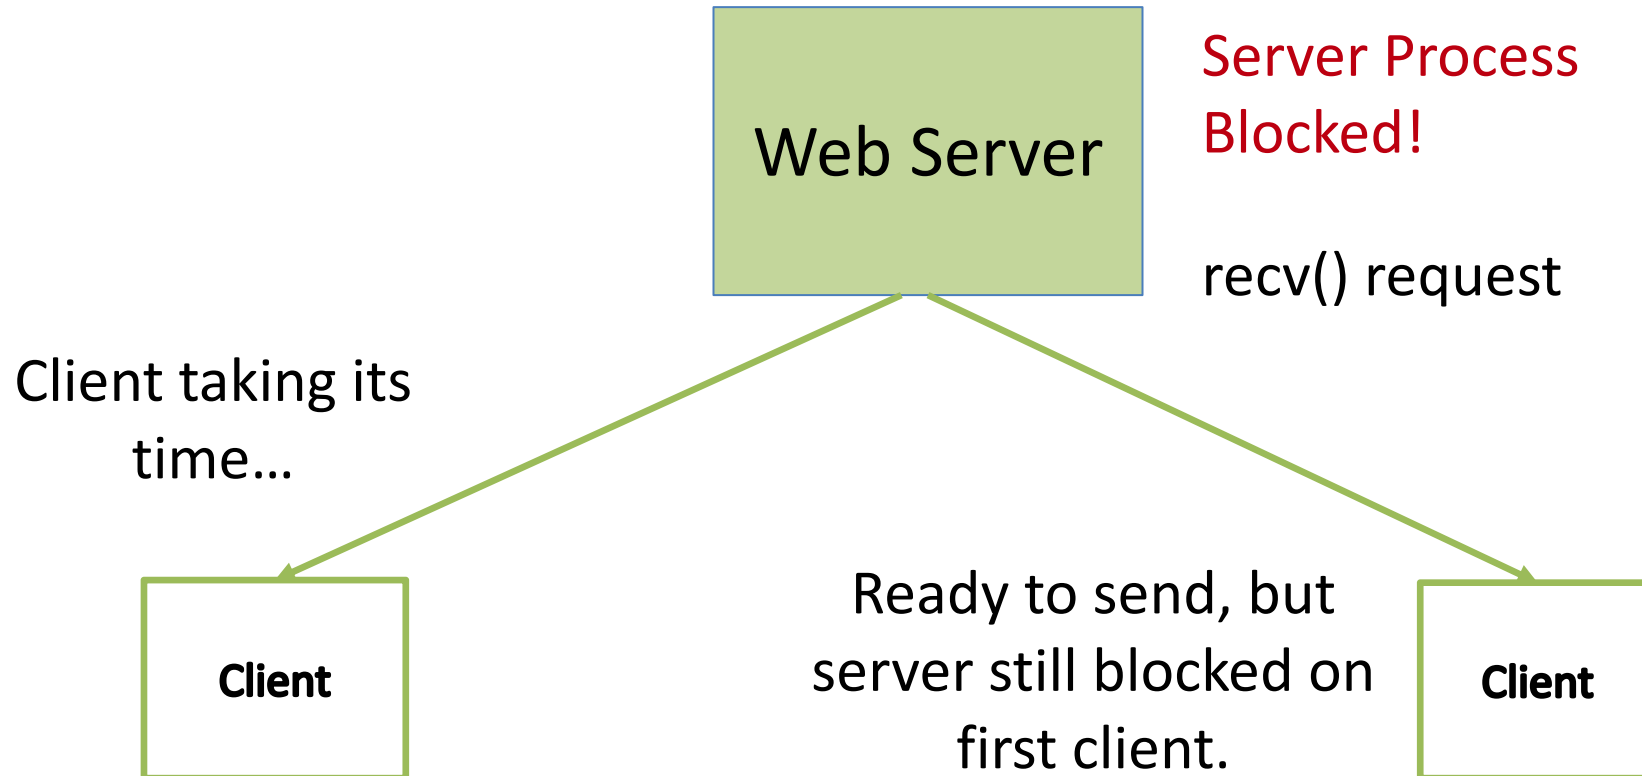 Web Server
Server Process
Blocked!
recv() request
Client taking its
time…
Client
Ready to send, but
server still blocked on
first client.
Client